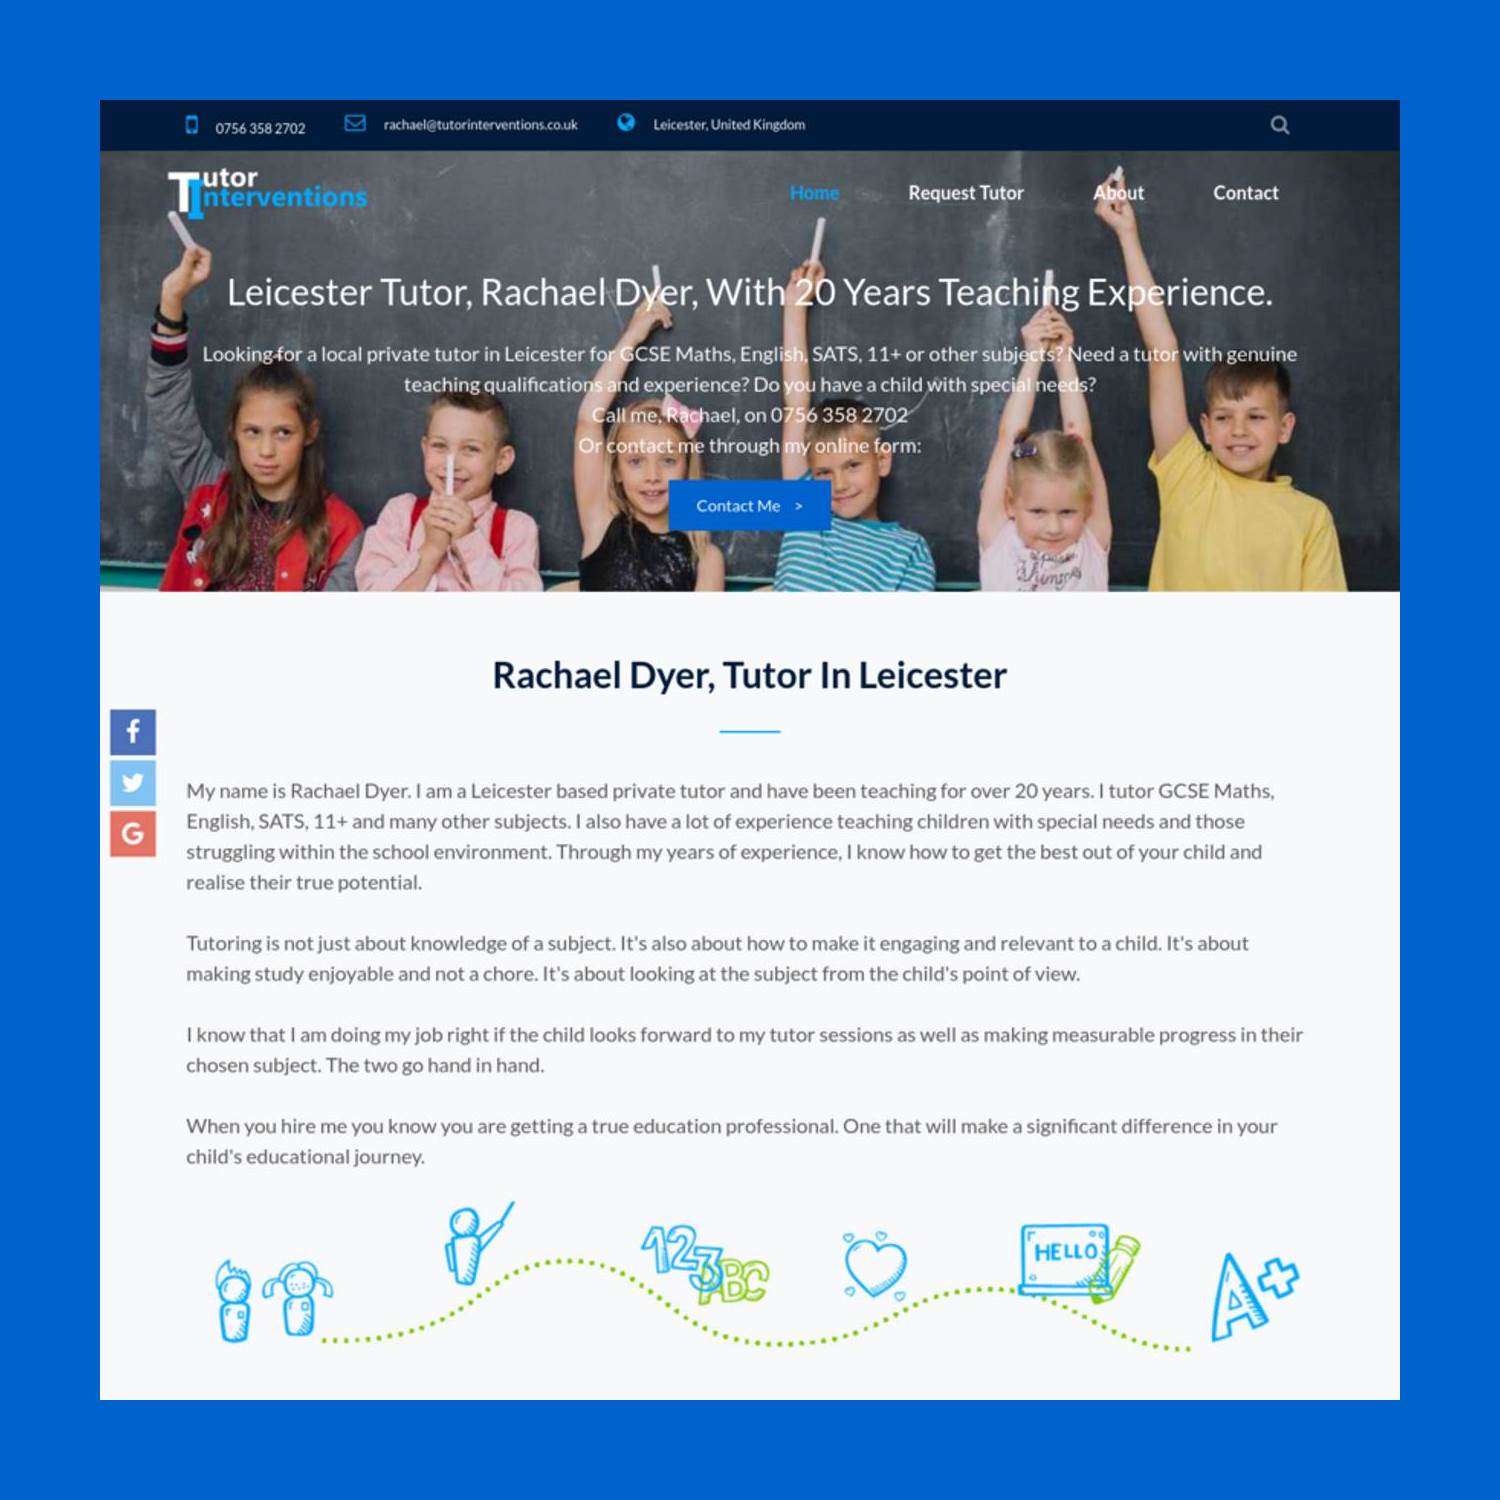 0756 358 2702 rachael@tutorinterventions.co.uk Leicester, United Kingdom
Tutor
Interventions
Home Request Tutor About Contact
Leicester Tutor, Rachael Dyer, With 20 Years Teaching Experience.
Looking for a local private tutor in Leicester for GCSE Maths, English, SATS, 11+ or other subjects? Need a tutor with genuine
teaching qualifications and experience? Do you have a child with special needs?
Call me, Rachael, on 0756 358 2702
Or contact me through my online form:
Contact Me >
Rachael Dyer, Tutor In Leicester
f
G
My name is Rachael Dyer. I am a Leicester based private tutor and have been teaching for over 20 years. I tutor GCSE Maths,
English, SATS, 11+ and many other subjects. I also have a lot of experience teaching children with special needs and those
struggling within the school environment. Through my years of experience, I know how to get the best out of your child and
realise their true potential.
Tutoring is not just about knowledge of a subject. It's also about how to make it engaging and relevant to a child. It's about
making study enjoyable and not a chore. It's about looking at the subject from the child's point of view.
I know that I am doing my job right if the child looks forward to my tutor sessions as well as making measurable progress in their
chosen subject. The two go hand in hand.
When you hire me you know you are getting a true education professional. One that will make a significant difference in your
child's educational journey.
123
ABC
HELLO
A+